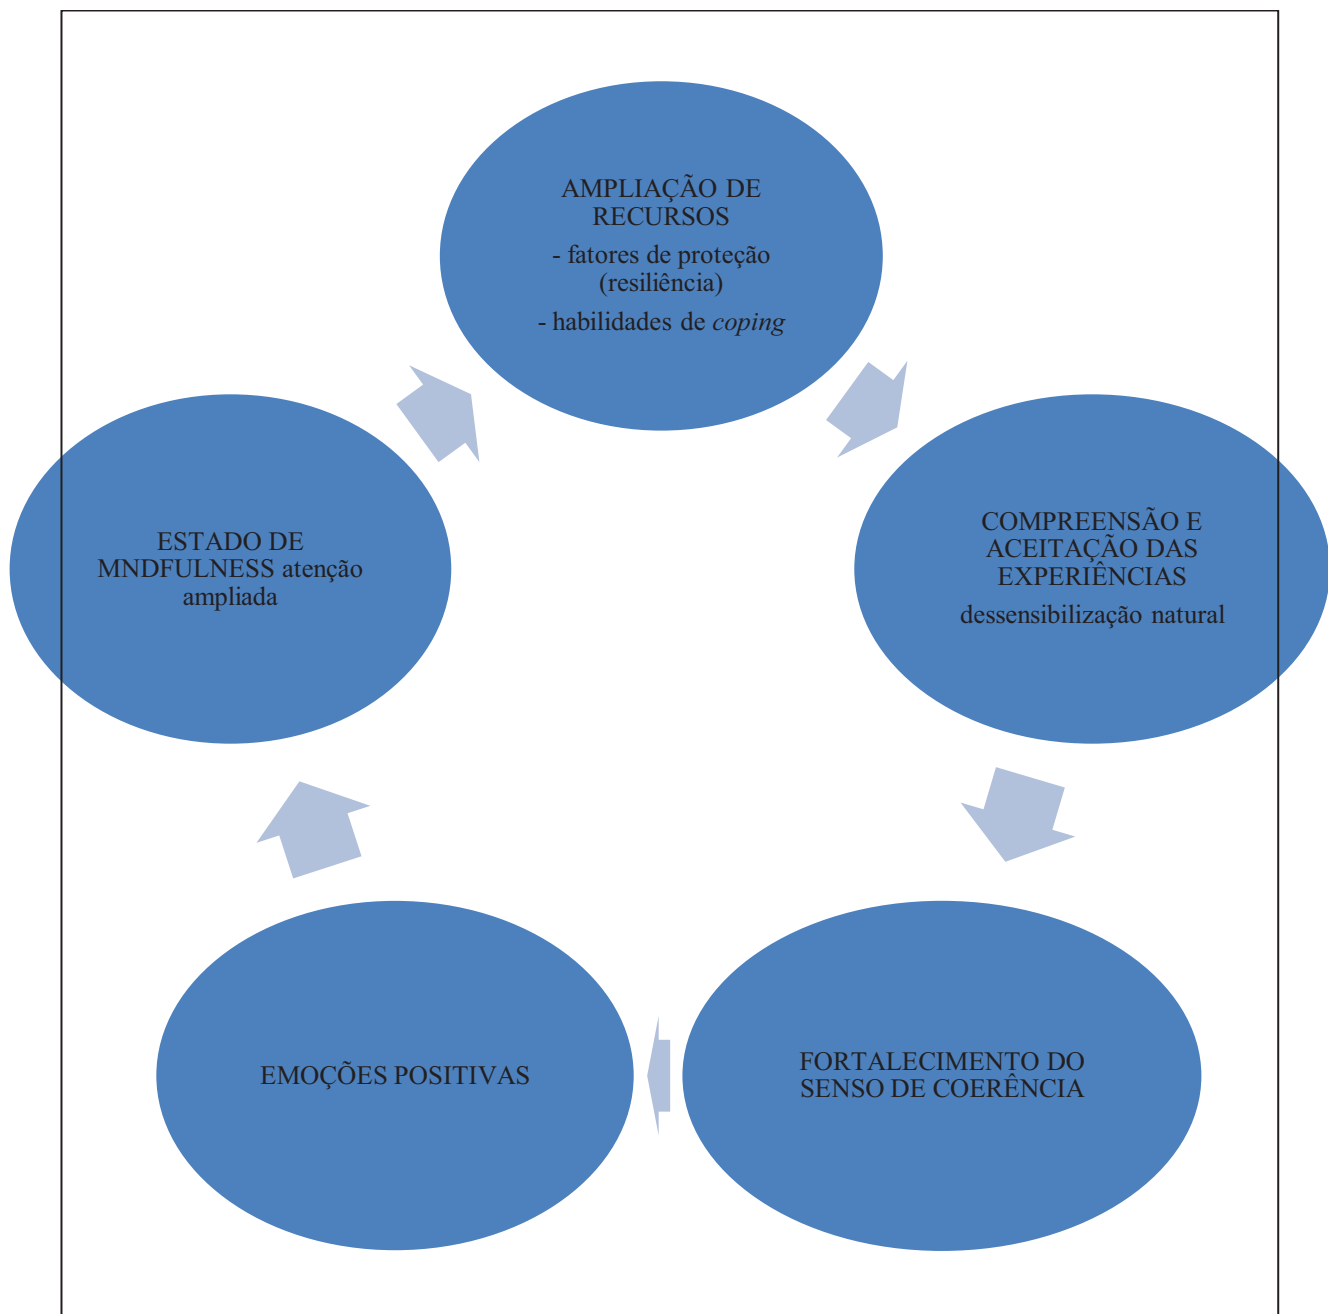 AMPLIAÇÃO DE
RECURSOS
- fatores de proteção
(resiliência)
- habilidades de coping
COMPREENSÃO E
ACEITAÇÃO DAS
EXPERIÊNCIAS
dessensibilização natural
FORTALECIMENTO DO
SENSO DE COERÊNCIA
EMOÇÕES POSITIVAS
ESTADO DE
MNDFULNESS atenção
ampliada